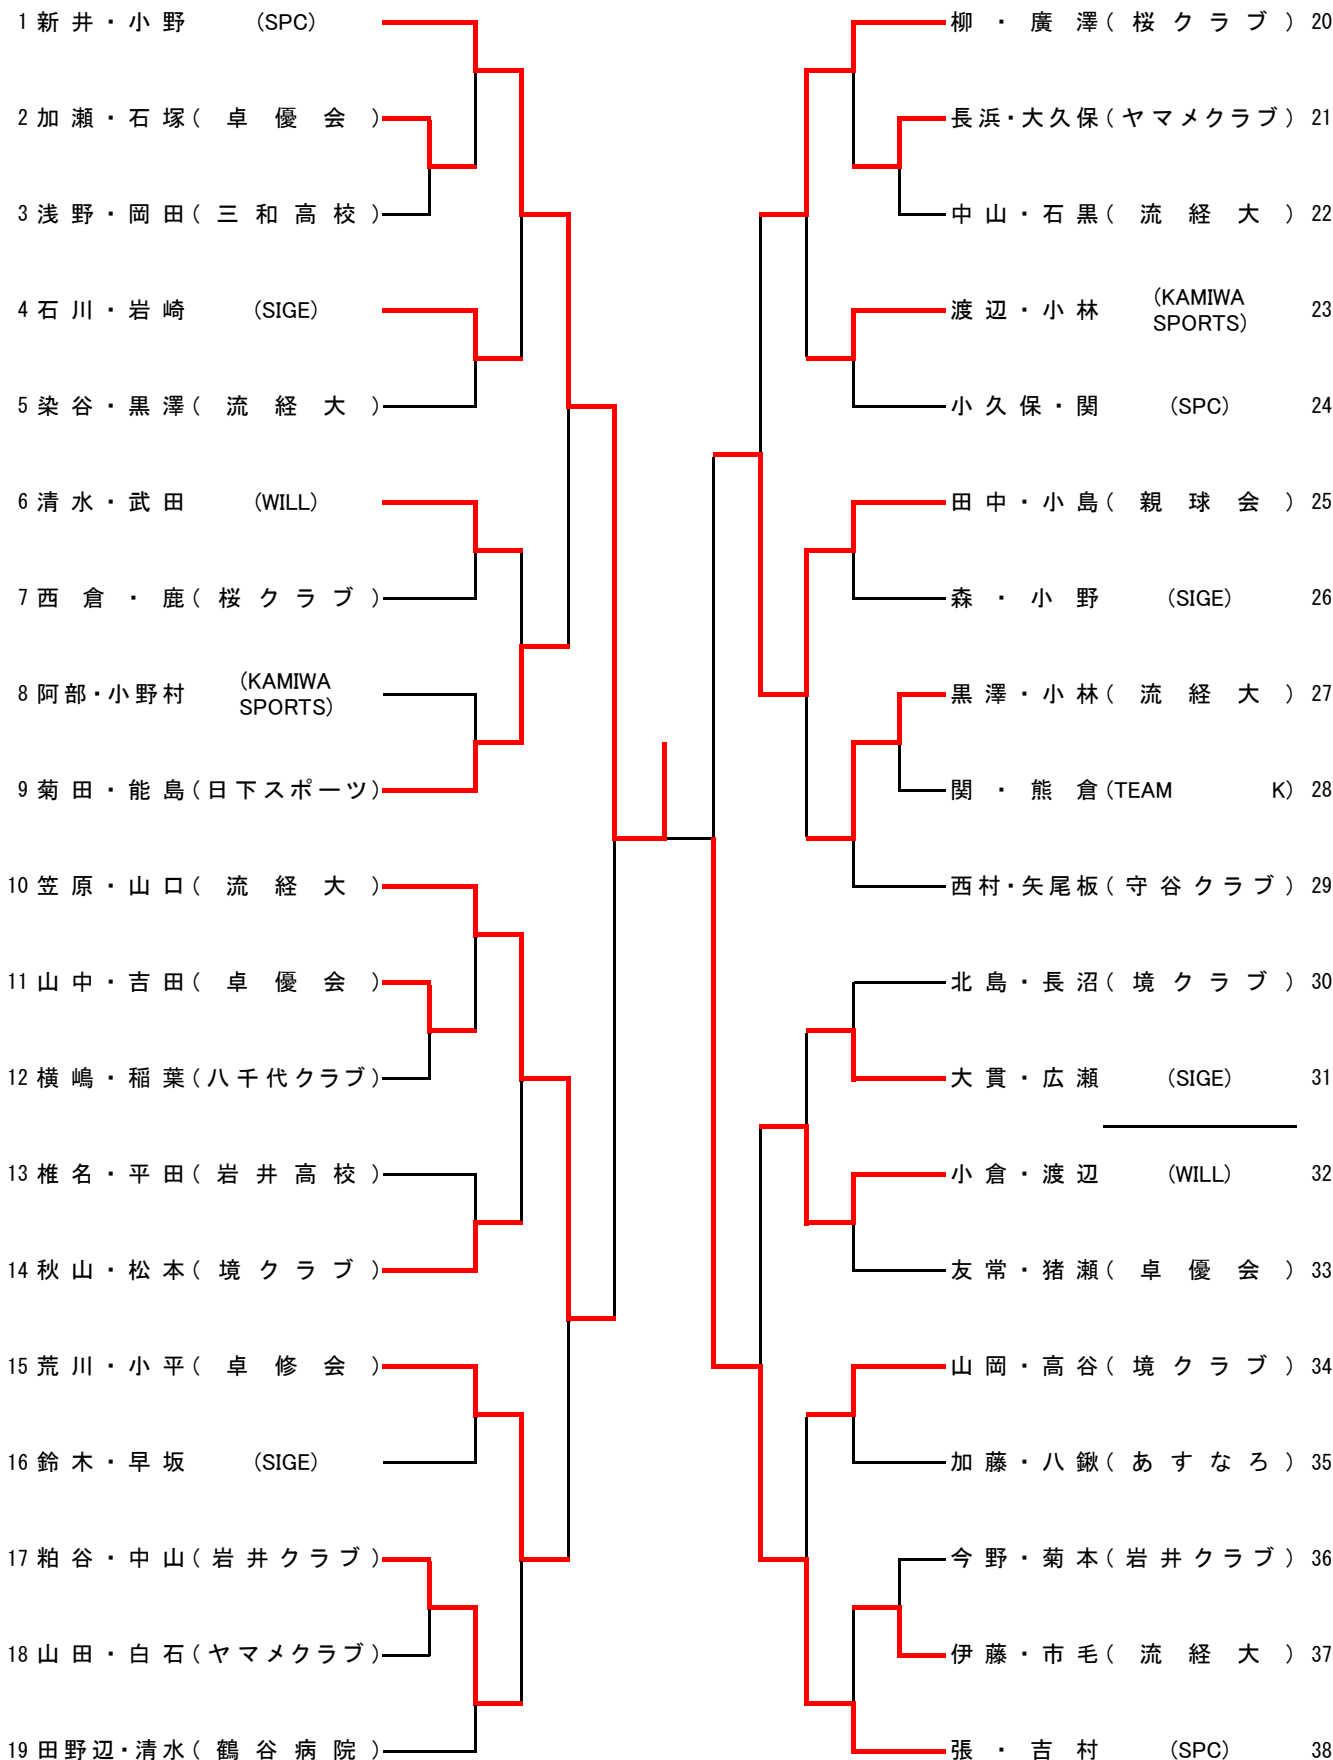 1 新井・小野 (SPC)
2 加瀬・石塚(卓優会)
3 浅野・岡田(三和高校)
4 石川・岩崎 (SIGE)
5 染谷・黒澤(流経大)
6 清水・武田 (WILL)
7 西倉・鹿(桜クラブ)
8 阿部・小野村 (KAMIWA
SPORTS)
9 菊田・能島(日下スポーツ)
10 笠原・山口(流経大)
11 山中・吉田(卓優会)
12 横嶋・稲葉(八千代クラブ)
13 椎名・平田(岩井高校)
14 秋山・松本(境クラブ)
15 荒川・小平(卓修会)
16 鈴木・早坂 (SIGE)
17 粕谷・中山(岩井クラブ)
18 山田・白石(ヤマメクラブ)
19 田野辺・清水(鶴谷病院)
柳・廣澤(桜クラブ) 20
長浜・大久保(ヤマメクラブ) 21
中山・石黒(流経大) 22
渡辺・小林 (KAMIWA
SPORTS) 23
小久保・関 (SPC) 24
田中・小島(親球会) 25
森・小野 (SIGE) 26
黒澤・小林(流経大) 27
関・熊倉(TEAM K) 28
西村・矢尾板(守谷クラブ) 29
北島・長沼(境クラブ) 30
大貫・広瀬 (SIGE) 31
小倉・渡辺 (WILL) 32
友常・猪瀬(卓優会) 33
山岡・高谷(境クラブ) 34
加藤・八鍬(あすなろ) 35
今野・菊本(岩井クラブ) 36
伊藤・市毛(流経大) 37
張・吉村 (SPC) 38